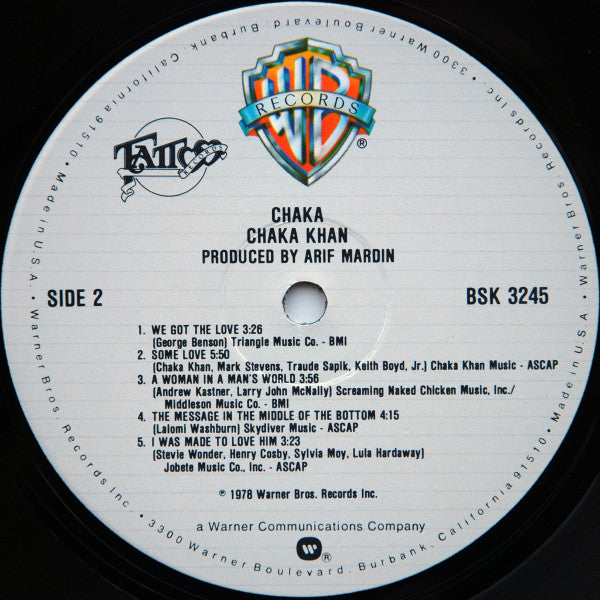 WB
RECORDS
®
TATTOO
RECORDS
CHAKA
CHAKA KHAN
PRODUCED BY ARIF MARDIN
SIDE 2
BSK 3245
1. WE GOT THE LOVE 3:26
(George Benson) Triangle Music Co. - BMI
2. SOME LOVE 5:50
(Chaka Khan, Mark Stevens, Traude Sapik, Keith Boyd, Jr.) Chaka Khan Music - ASCAP
3. A WOMAN IN A MAN'S WORLD 3:56
(Andrew Kastner, Larry John McNally) Screaming Naked Chicken Music, Inc./
Middleson Music Co. - BMI
4. THE MESSAGE IN THE MIDDLE OF THE BOTTOM 4:15
(Lalomi Washburn) Skydiver Music - ASCAP
5. I WAS MADE TO LOVE HIM 3:23
(Stevie Wonder, Henry Cosby, Sylvia Moy, Lula Hardaway)
Jobete Music Co., Inc. - ASCAP
℗ 1978 Warner Bros. Records Inc.
a Warner Communications Company
®
Warner Bros. Records Inc. • 3300 Warner Boulevard, Burbank, California 91510 • Made in U.S.A. •
Warner Bros. Records Inc. • 3300 Warner Boulevard, Burbank, California 91510 • Made in U.S.A. •